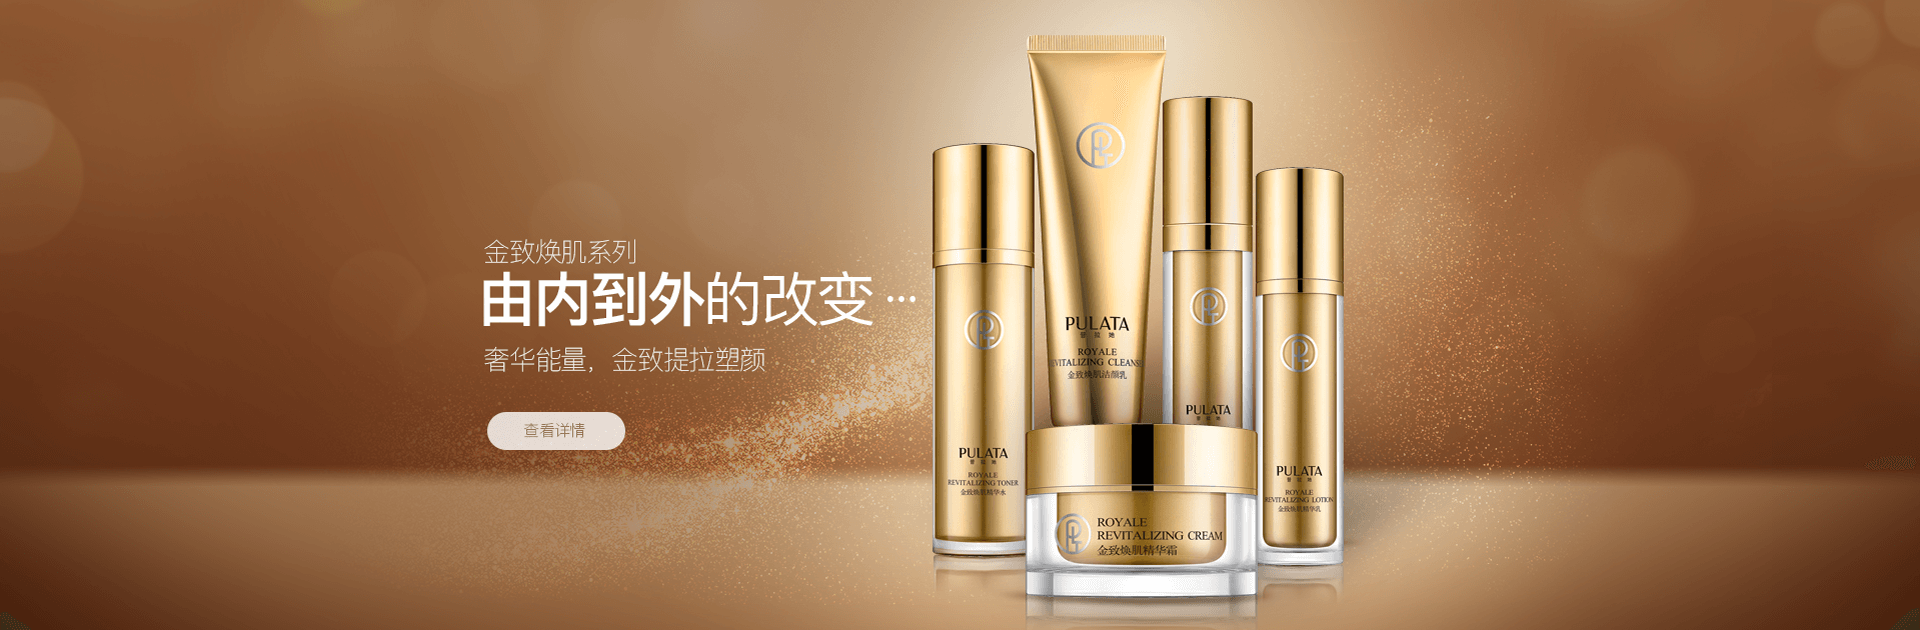 金致焕肌系列
由内到外的改变...
奢华能量，金致提拉塑颜
查看详情
PULATA
ROYALE
REVITALIZING TONER
金致焕肌精华水
PULATA
ROYALE
REVITALIZING CLEANS
金致焕肌洁颜乳
PULATA
PULATA
ROYALE
REVITALIZING LOTION
金致焕肌精华乳
ROYALE
REVITALIZING CREAM
金致焕肌精华霜